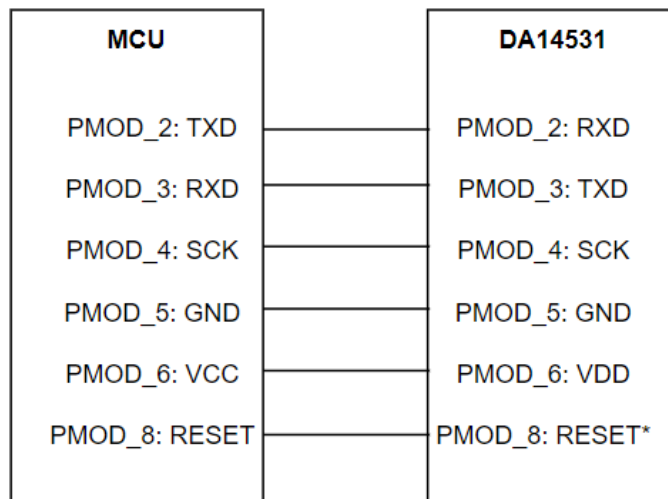 MCU
DA14531
PMOD_2: TXD
PMOD_2: RXD
PMOD_3: RXD
PMOD_3: TXD
PMOD_4: SCK
PMOD_4: SCK
PMOD_5: GND
PMOD_5: GND
PMOD_6: VCC
PMOD_6: VDD
PMOD_8: RESET
PMOD_8: RESET*